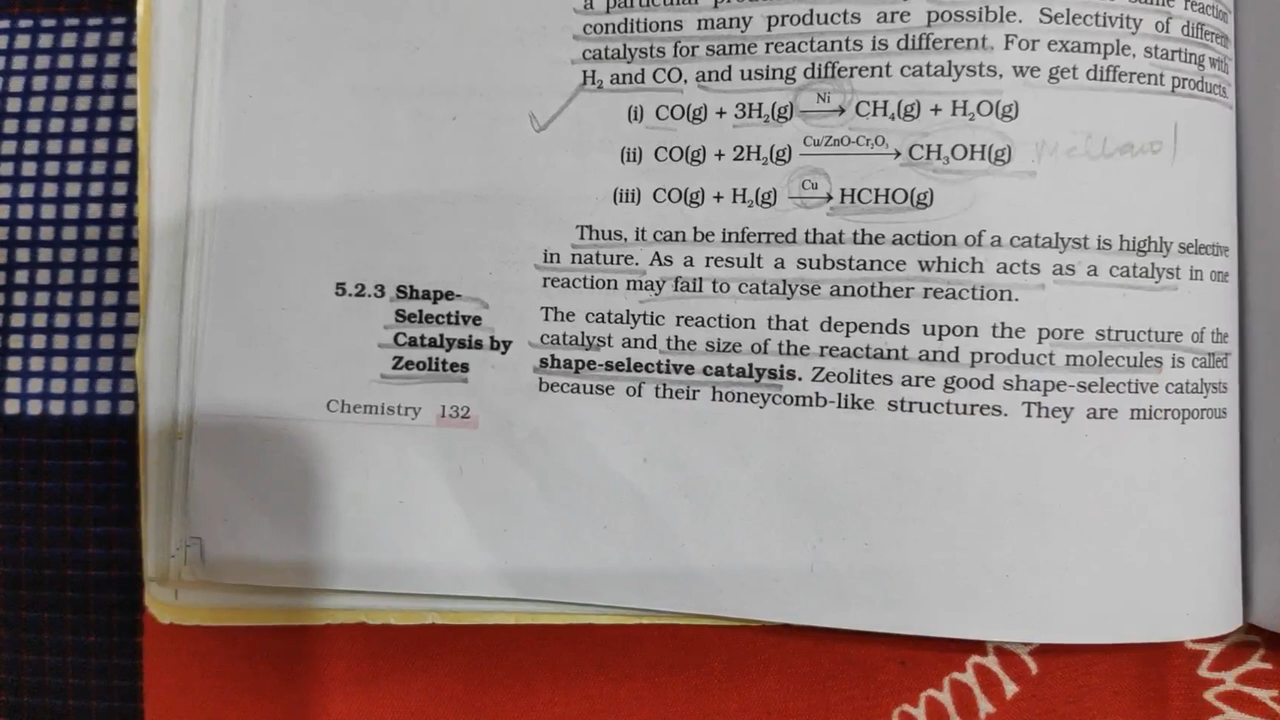 a particular
reaction
conditions many products are possible. Selectivity of different
catalysts for same reactants is different. For example, starting with
H₂ and CO, and using different catalysts, we get different products.
(i) CO(g) + 3H₂(g) Ni→ CH₄(g) + H₂O(g)
(ii) CO(g) + 2H₂(g) Cu/ZnO-Cr₂O₃→ CH₃OH(g)
(iii) CO(g) + H₂(g) Cu→ HCHO(g)
Thus, it can be inferred that the action of a catalyst is highly selective
in nature. As a result a substance which acts as a catalyst in one
reaction may fail to catalyse another reaction.
5.2.3 Shape-
Selective
Catalysis by
Zeolites
The catalytic reaction that depends upon the pore structure of the
catalyst and the size of the reactant and product molecules is called
shape-selective catalysis. Zeolites are good shape-selective catalysts
because of their honeycomb-like structures. They are microporous
Chemistry 132